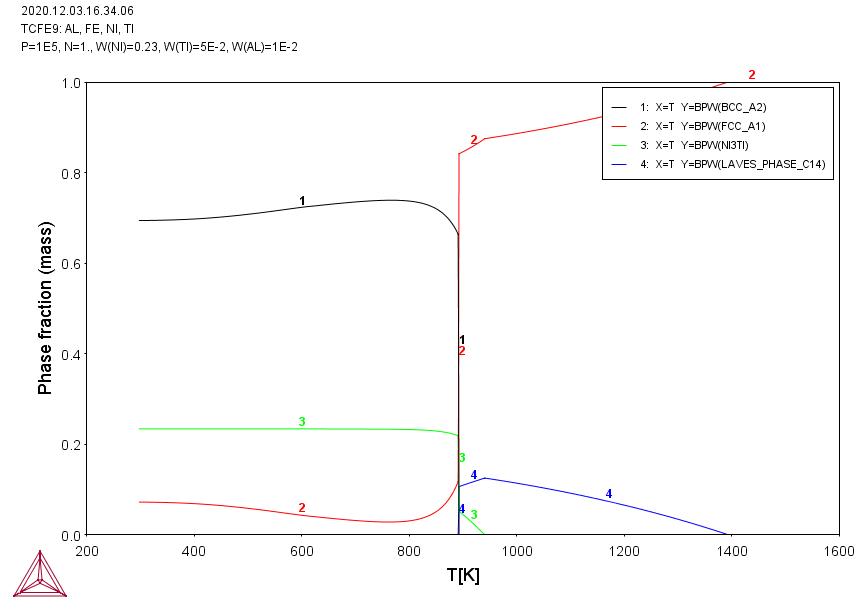 2020.12.03.16.34.06
TCFE9: AL, FE, NI, TI
P=1E5, N=1., W(NI)=0.23, W(TI)=5E-2, W(AL)=1E-2
2
1.0
1: X=T Y=BPW(BCC_A2)
2: X=T Y=BPW(FCC_A1)
3: X=T Y=BPW(NI3TI)
4: X=T Y=BPW(LAVES_PHASE_C14)
2
0.8
1
Phase fraction (mass)
0.6
1
2
0.4
3
0.2
3
4
4
2
4
3
0.0
200 400 600 800 1000 1200 1400 1600
T[K]